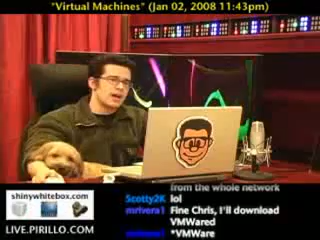 *Virtual Machines* (Jan 02, 2008 11:43pm)
shinywhitebox.com
LIVE.PIRILLO.COM
from the whole network
Scotty2K lol
mrivera1 Fine Chris, I'll download
VMWared
mrivera1 *VMWare